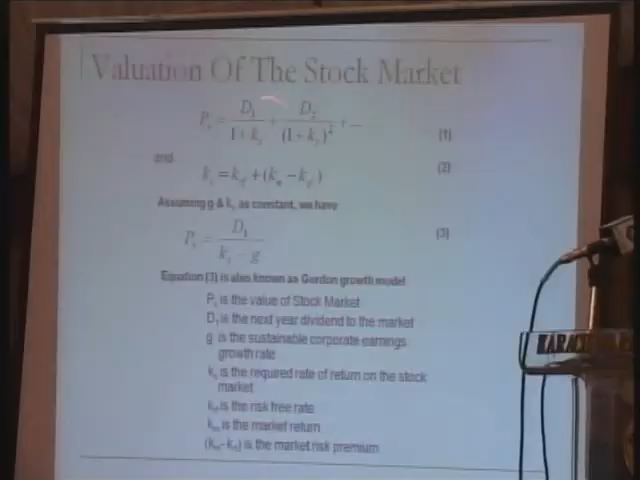 Valuation Of The Stock Market
Pₛ = D₁ / (1 + kₛ) + D₂ / (1 + kₛ)² + ... (1)
and
kₛ = k_rf + (kₘ − k_rf) (2)
Assuming g & kₛ as constant, we have
Pₛ = D₁ / (kₛ − g) (3)
Equation (3) is also known as Gordon growth model
Pₛ is the value of Stock Market
D₁ is the next year dividend to the market
g is the sustainable corporate earnings
growth rate
kₛ is the required rate of return on the stock
market
k_rf is the risk free rate
kₘ is the market return
(kₘ - k_rf) is the market risk premium